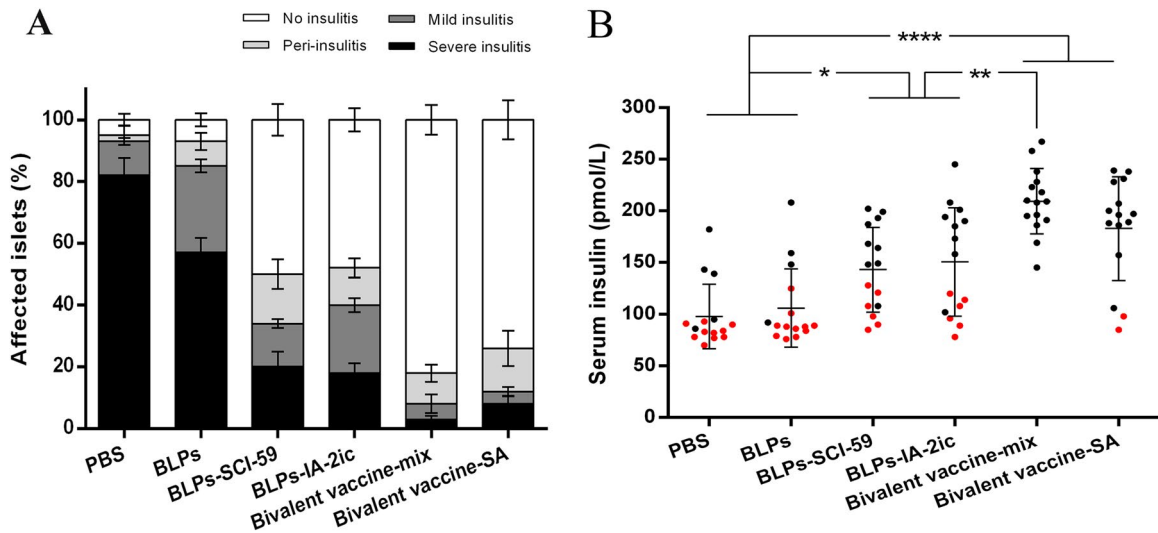 A
No insulitis
Mild insulitis
Peri-insulitis
Severe insulitis
Affected islets (%)
100
80
60
40
20
0
PBS
BLPs
BLPs-SCI-59
BLPs-IA-2ic
Bivalent vaccine-mix
Bivalent vaccine-SA
B
****
*
**
Serum insulin (pmol/L)
300
250
200
150
100
50
0
PBS
BLPs
BLPs-SCI-59
BLPs-IA-2ic
Bivalent vaccine-mix
Bivalent vaccine-SA